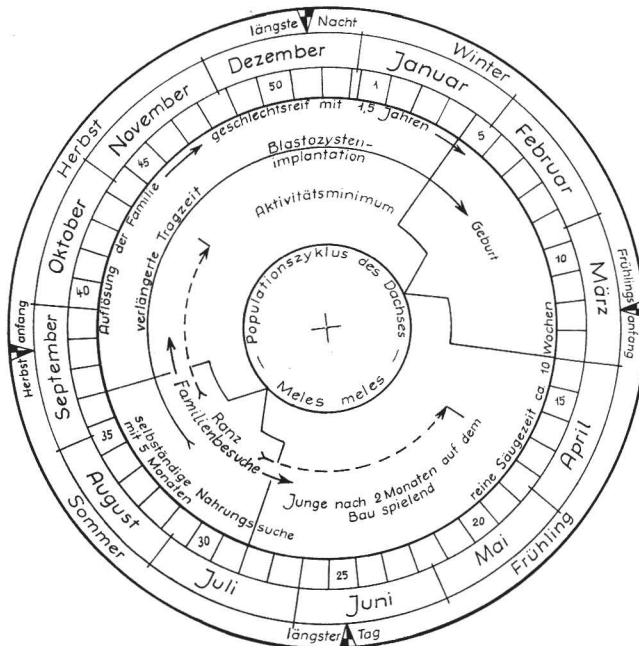 längste Nacht
Winter
Frühlings anfang
Frühling
längster Tag
Sommer
Herbst anfang
Herbst
Januar
Februar
März
April
Mai
Juni
Juli
August
September
Oktober
November
Dezember
1
5
10
15
20
25
30
35
40
45
50
Auflösung der Familie
geschlechtsreif mit 1,5 Jahren
verlängerte Tragzeit
Blastozysten-
implantation
Geburt
Aktivitätsminimum
reine Säugezeit ca. 10 Wochen
Junge nach 2 Monaten auf dem
Bau spielend
selbständige Nahrungssuche
mit 5 Monaten
Ranz
Familienbesuche
Populationszyklus des Dachses
— Meles meles —